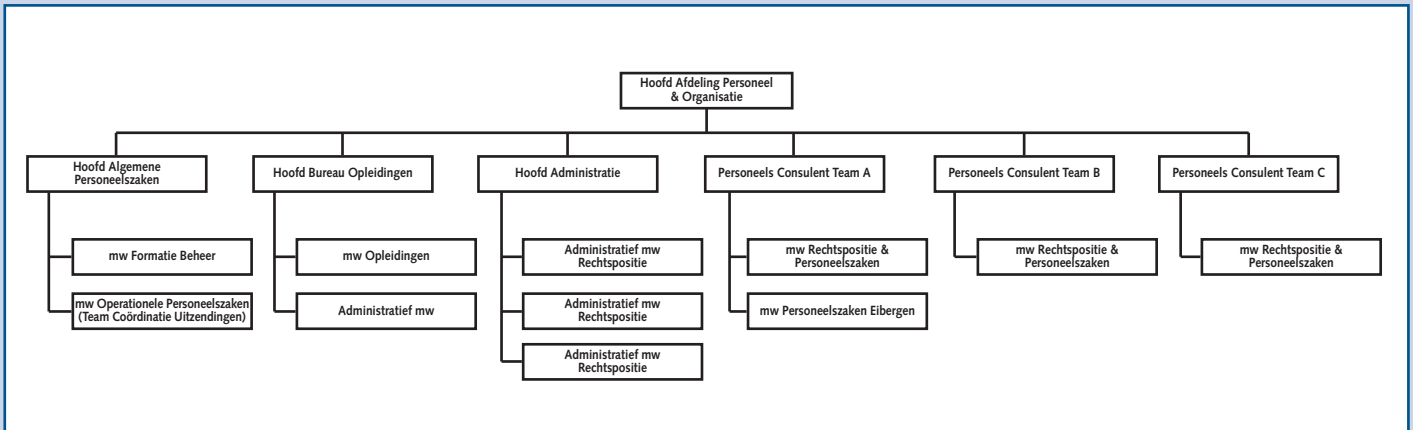 Hoofd Afdeling Personeel
& Organisatie
Hoofd Algemene
Personeelszaken
Hoofd Bureau Opleidingen
Hoofd Administratie
Personeels Consulent Team A
Personeels Consulent Team B
Personeels Consulent Team C
mw Formatie Beheer
mw Operationele Personeelszaken
(Team Coördinatie Uitzendingen)
mw Opleidingen
Administratief mw
Administratief mw
Rechtspositie
Administratief mw
Rechtspositie
Administratief mw
Rechtspositie
mw Rechtspositie &
Personeelszaken
mw Personeelszaken Eibergen
mw Rechtspositie &
Personeelszaken
mw Rechtspositie &
Personeelszaken